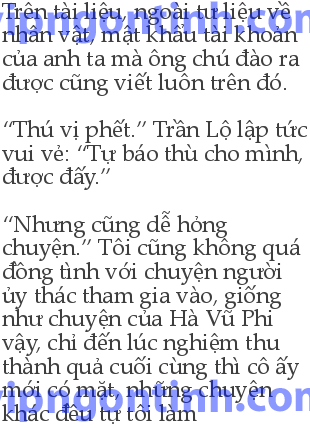 Trên tài liệu, ngoài tư liệu về
nhân vật, mật khẩu tài khoản
của anh ta mà ông chú đào ra
được cũng viết luôn trên đó.
“Thú vị phết.” Trần Lộ lập tức
vui vẻ: “Tự báo thù cho mình,
được đấy.”
“Nhưng cũng dễ hỏng
chuyện.” Tôi cũng không quá
đồng tình với chuyện người
ủy thác tham gia vào, giống
như chuyện của Hà Vũ Phi
vậy, chỉ đến lúc nghiệm thu
thành quả cuối cùng thì cô ấy
mới có mặt, những chuyện
khác đều tự tôi làm